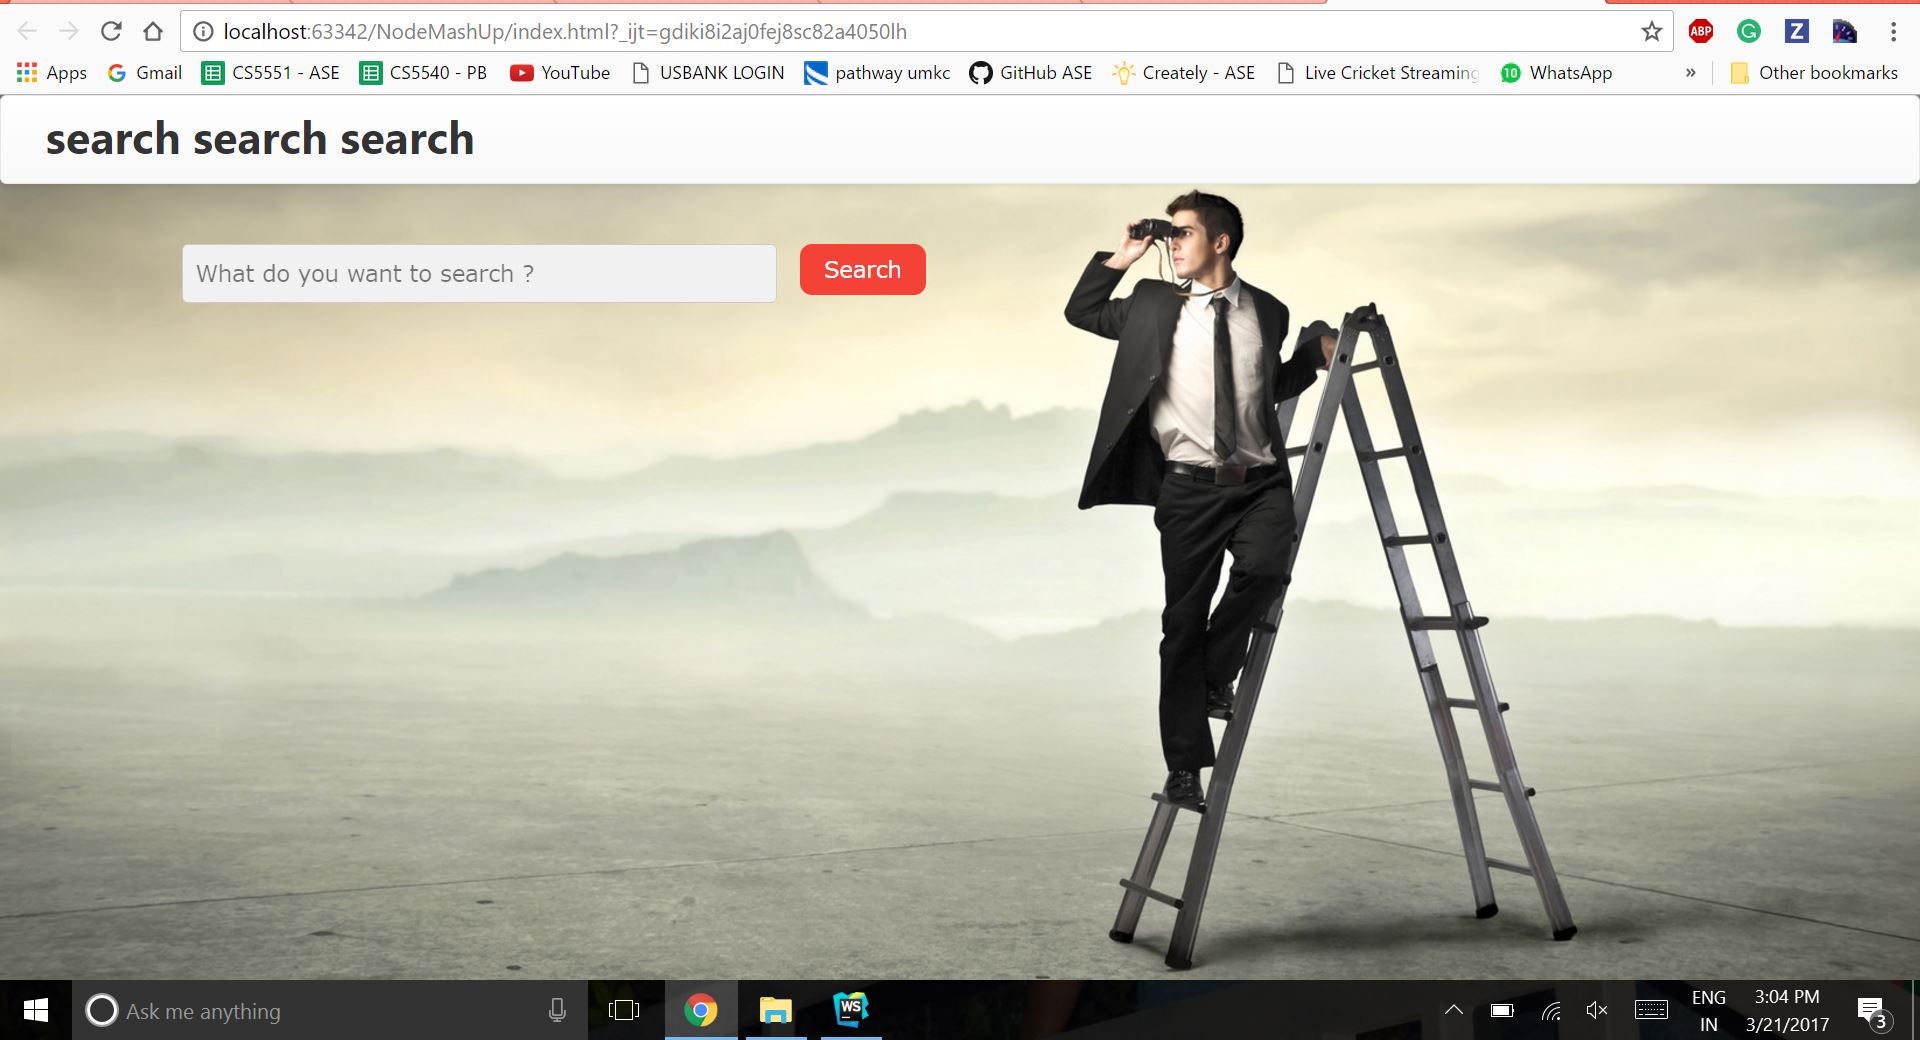 localhost:63342/NodeMashUp/index.html?_ijt=gdiki8i2aj0fej8sc82a4050lh ABP G Z
Apps G Gmail CS5551 - ASE CS5540 - PB YouTube USBANK LOGIN pathway umkc GitHub ASE Creately - ASE Live Cricket Streaming 10 WhatsApp » Other bookmarks
search search search
What do you want to search ? Search
Ask me anything WS ENG 3:04 PM 3
IN 3/21/2017